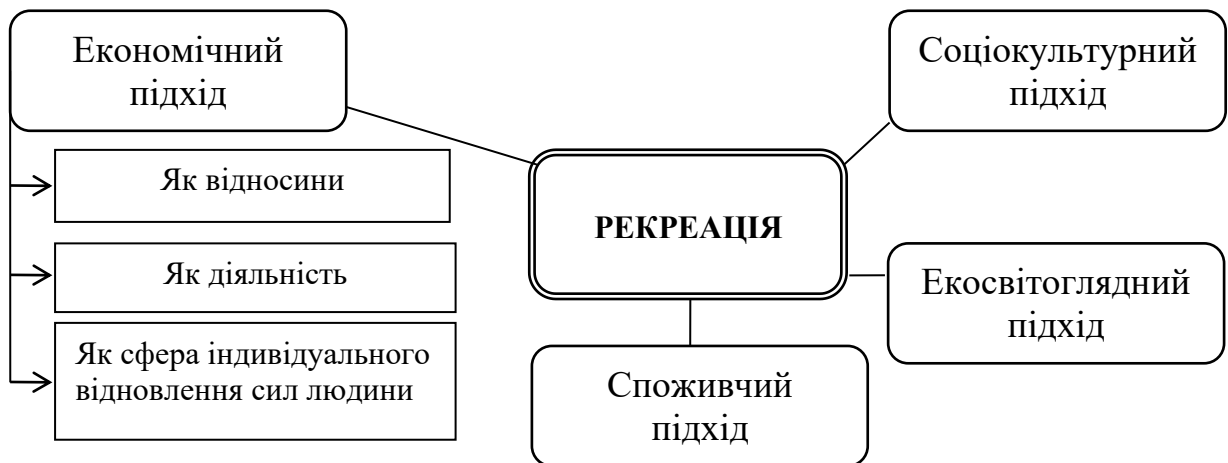 Економічний
підхід
Як відносини
Як діяльність
Як сфера індивідуального
відновлення сил людини
РЕКРЕАЦІЯ
Споживчий
підхід
Соціокультурний
підхід
Екосвітоглядний
підхід